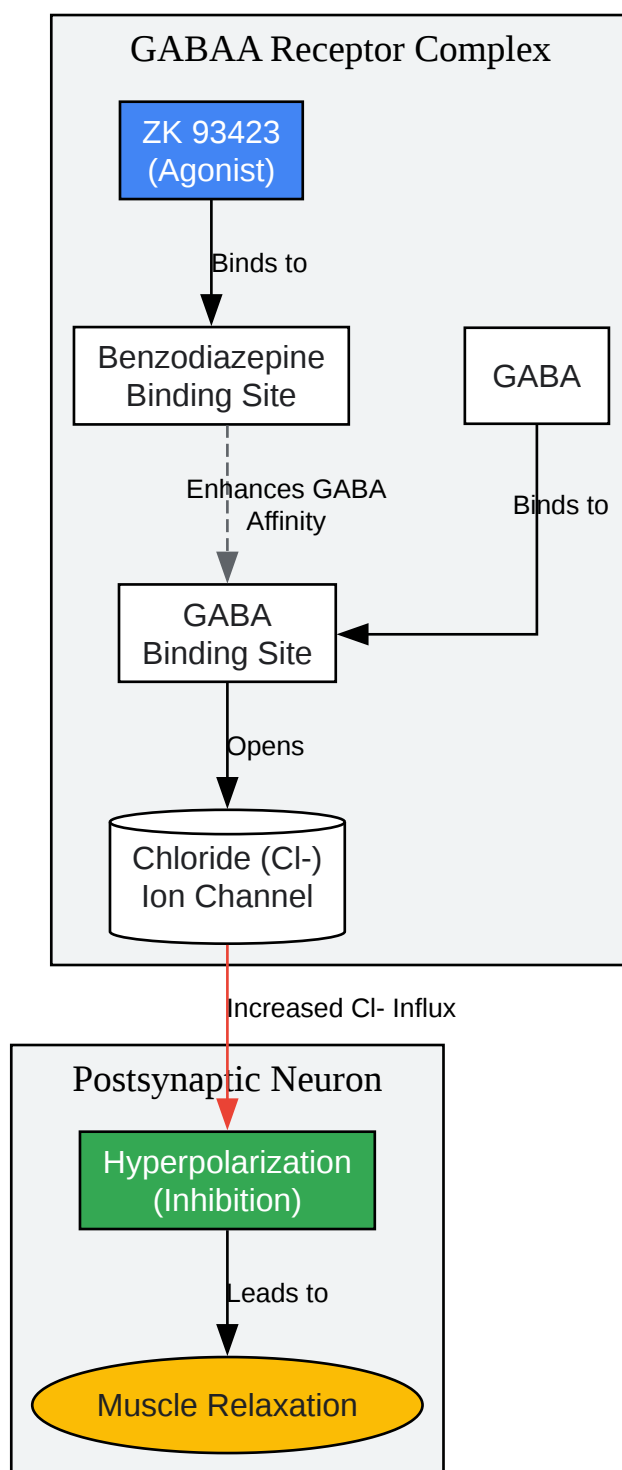 GABAA Receptor Complex
ZK 93423
(Agonist)
Binds to
Benzodiazepine
Binding Site
GABA
Enhances GABA
Affinity
Binds to
GABA
Binding Site
Opens
Chloride (Cl-)
Ion Channel
Increased Cl- Influx
Postsynaptic Neuron
Hyperpolarization
(Inhibition)
Leads to
Muscle Relaxation